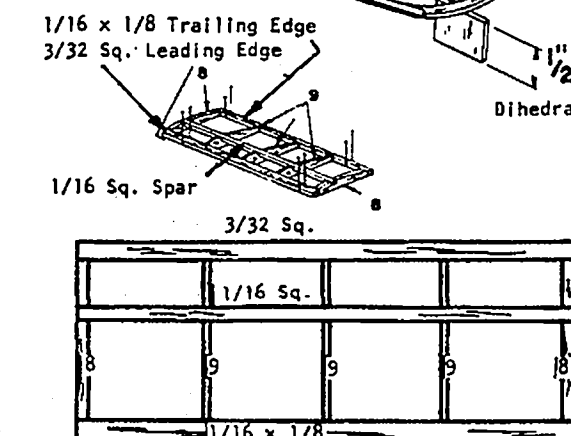 1/16 x 1/8 Trailing Edge
3/32 Sq. Leading Edge
8
9
1"
1/2
Dihedra
1/16 Sq. Spar
8
3/32 Sq.
1/16 Sq.
8
9
9
9
8
1/16 x 1/8